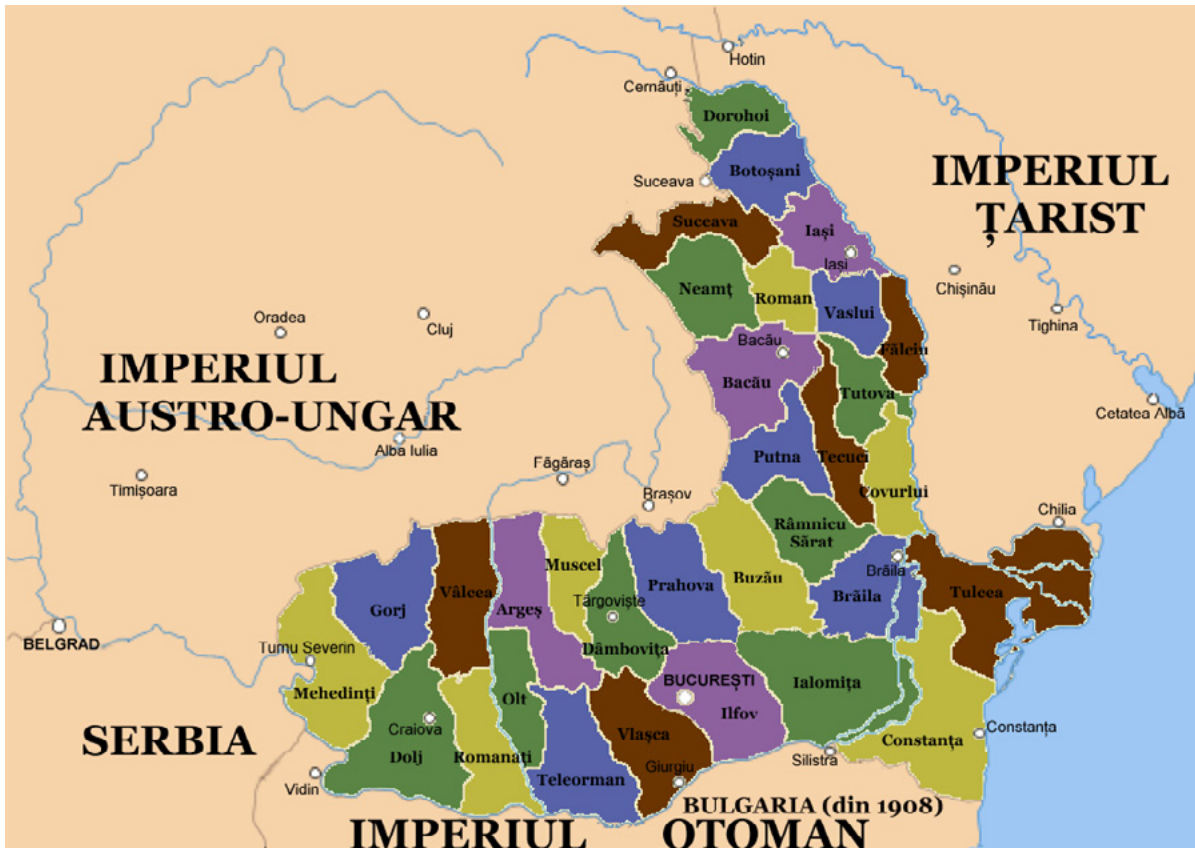 Hotin
Cernăuți
Dorohoi
Botoșani
Suceava
IMPERIUL
ȚARIST
Suceava
Iași
Iași
Chișinău
Neamț
Roman
Vaslui
Tighina
Oradea
Cluj
Bacău
Fălciu
IMPERIUL
AUSTRO-UNGAR
Bacău
Tutova
Cetatea Albă
Alba Iulia
Putna
Tecuci
Făgăraș
Timișoara
Covurlui
Brașov
Chilia
Râmnicu
Sărat
Brăila
Muscel
Vâlcea
Prahova
Buzău
Brăila
Tulcea
Gorj
Argeș
Târgoviște
BELGRAD
Turnu Severin
Dâmbovița
BUCUREȘTI
Ialomița
Mehedinți
Olt
Ilfov
Craiova
Vlașca
Constanța
SERBIA
Constanța
Dolj
Romanați
Silistra
Teleorman
Giurgiu
Vidin
BULGARIA (din 1908)
IMPERIUL OTOMAN